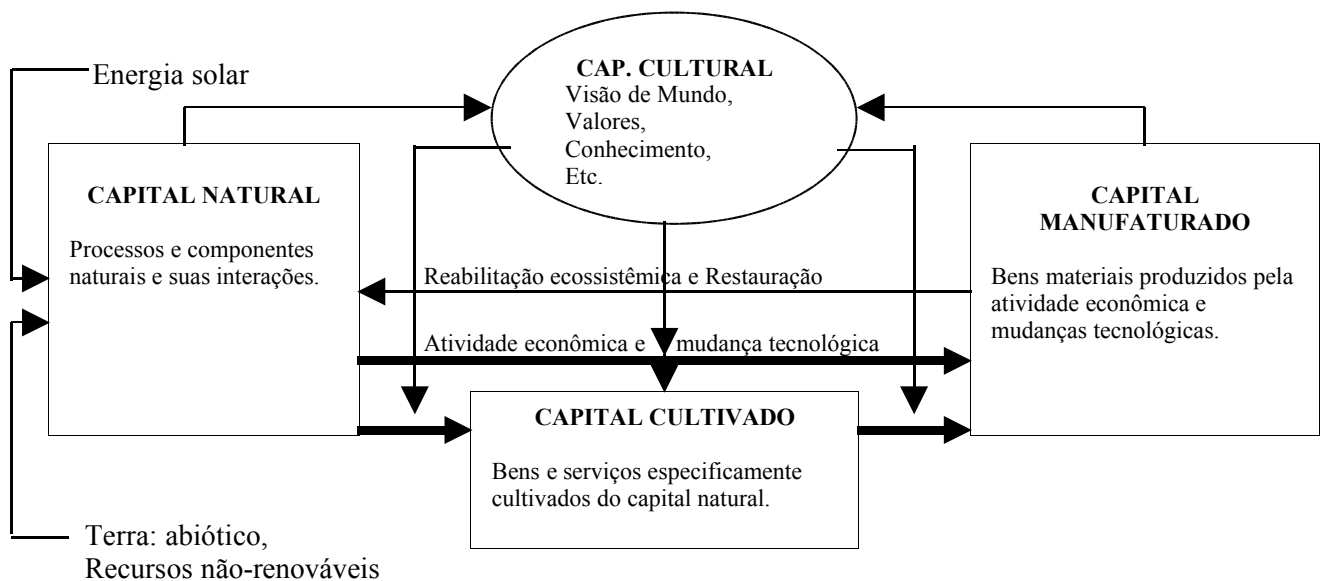 Energia solar
CAP. CULTURAL
Visão de Mundo,
Valores,
Conhecimento,
Etc.
CAPITAL NATURAL
Processos e componentes
naturais e suas interações.
CAPITAL
MANUFATURADO
Bens materiais produzidos pela
atividade econômica e
mudanças tecnológicas.
Reabilitação ecossistêmica e Restauração
Atividade econômica e mudança tecnológica
CAPITAL CULTIVADO
Bens e serviços especificamente
cultivados do capital natural.
Terra: abiótico,
Recursos não-renováveis